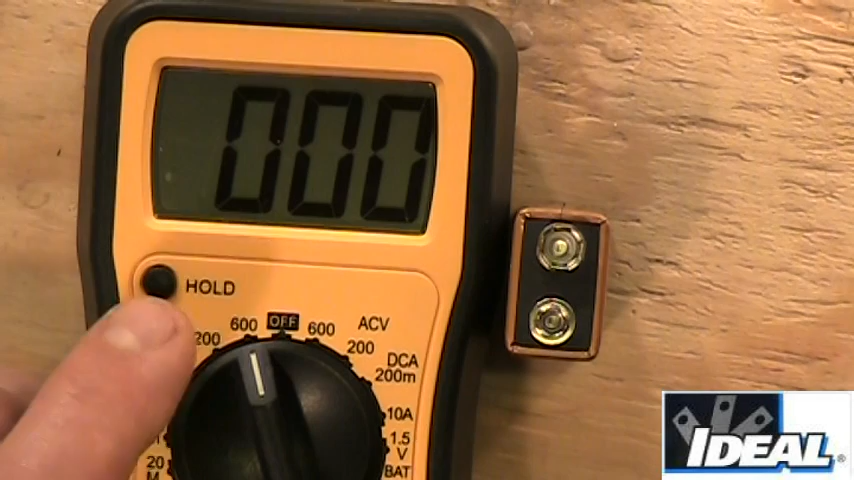 000
HOLD
600 OFF 600 ACV
200 200 DCA
200m
10A
1.5
V
20 BAT
M
IDEAL®